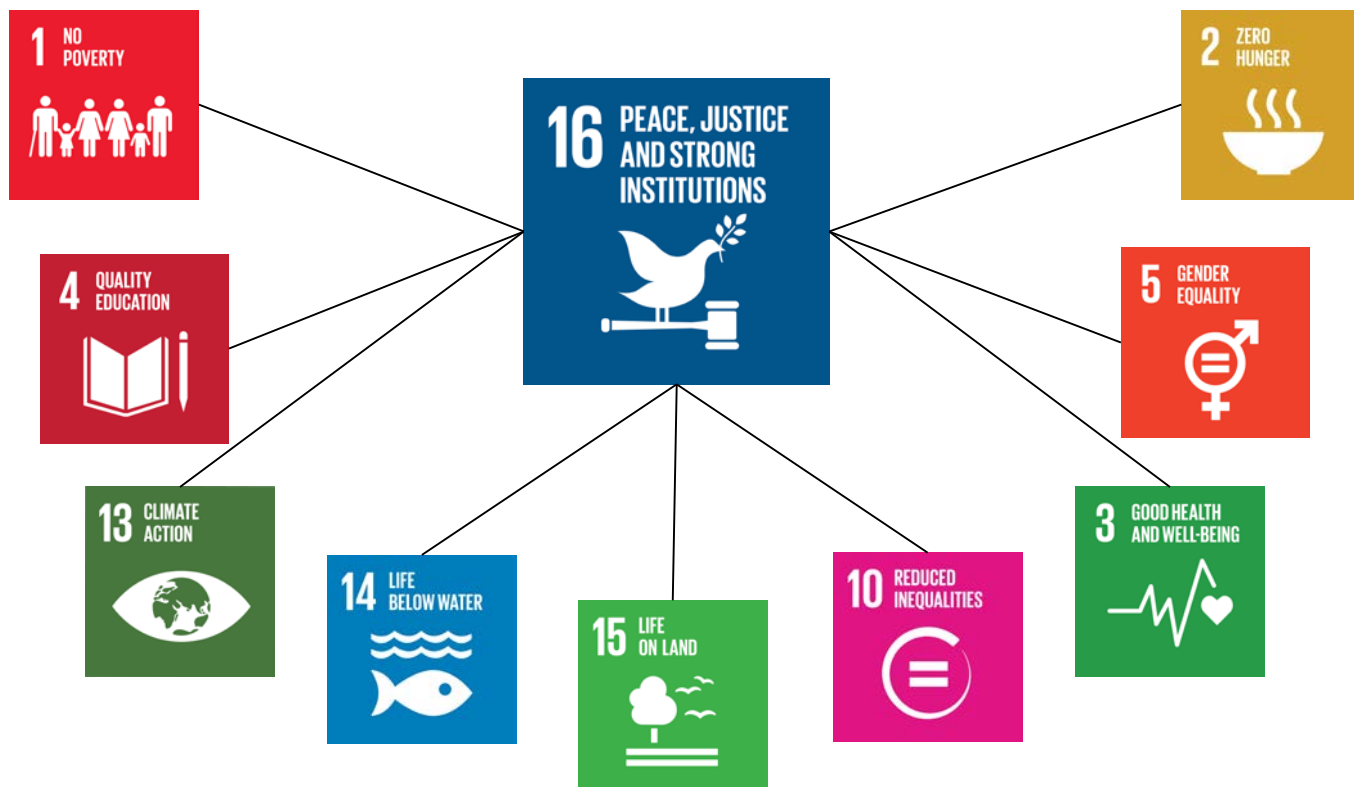 1 NO
POVERTY
2 ZERO
HUNGER
16 PEACE, JUSTICE
AND STRONG
INSTITUTIONS
4 QUALITY
EDUCATION
5 GENDER
EQUALITY
13 CLIMATE
ACTION
3 GOOD HEALTH
AND WELL-BEING
14 LIFE
BELOW WATER
10 REDUCED
INEQUALITIES
15 LIFE
ON LAND